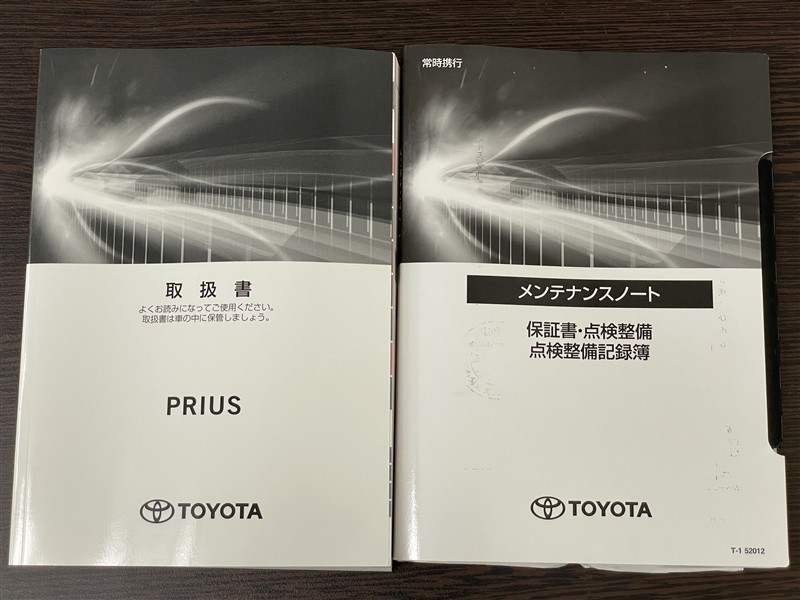 取扱書
よくお読みになってご使用ください。
取扱書は車の中に保管しましょう。
PRIUS
TOYOTA
常時携行
メンテナンスノート
保証書・点検整備
点検整備記録簿
TOYOTA
T-1 52012